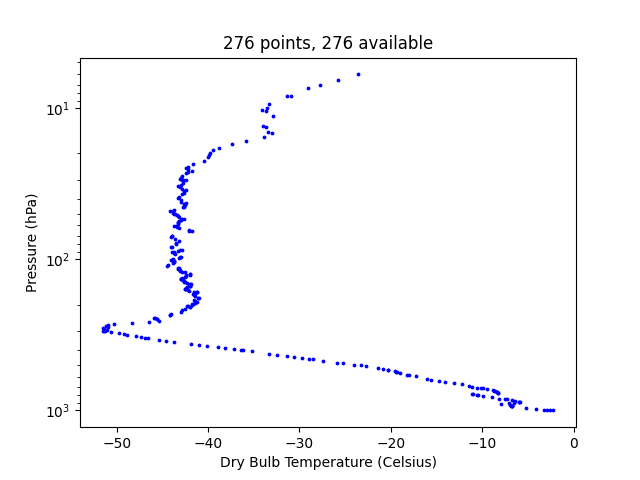 276 points, 276 available
Pressure (hPa)
10¹
10²
10³
−50 −40 −30 −20 −10 0
Dry Bulb Temperature (Celsius)